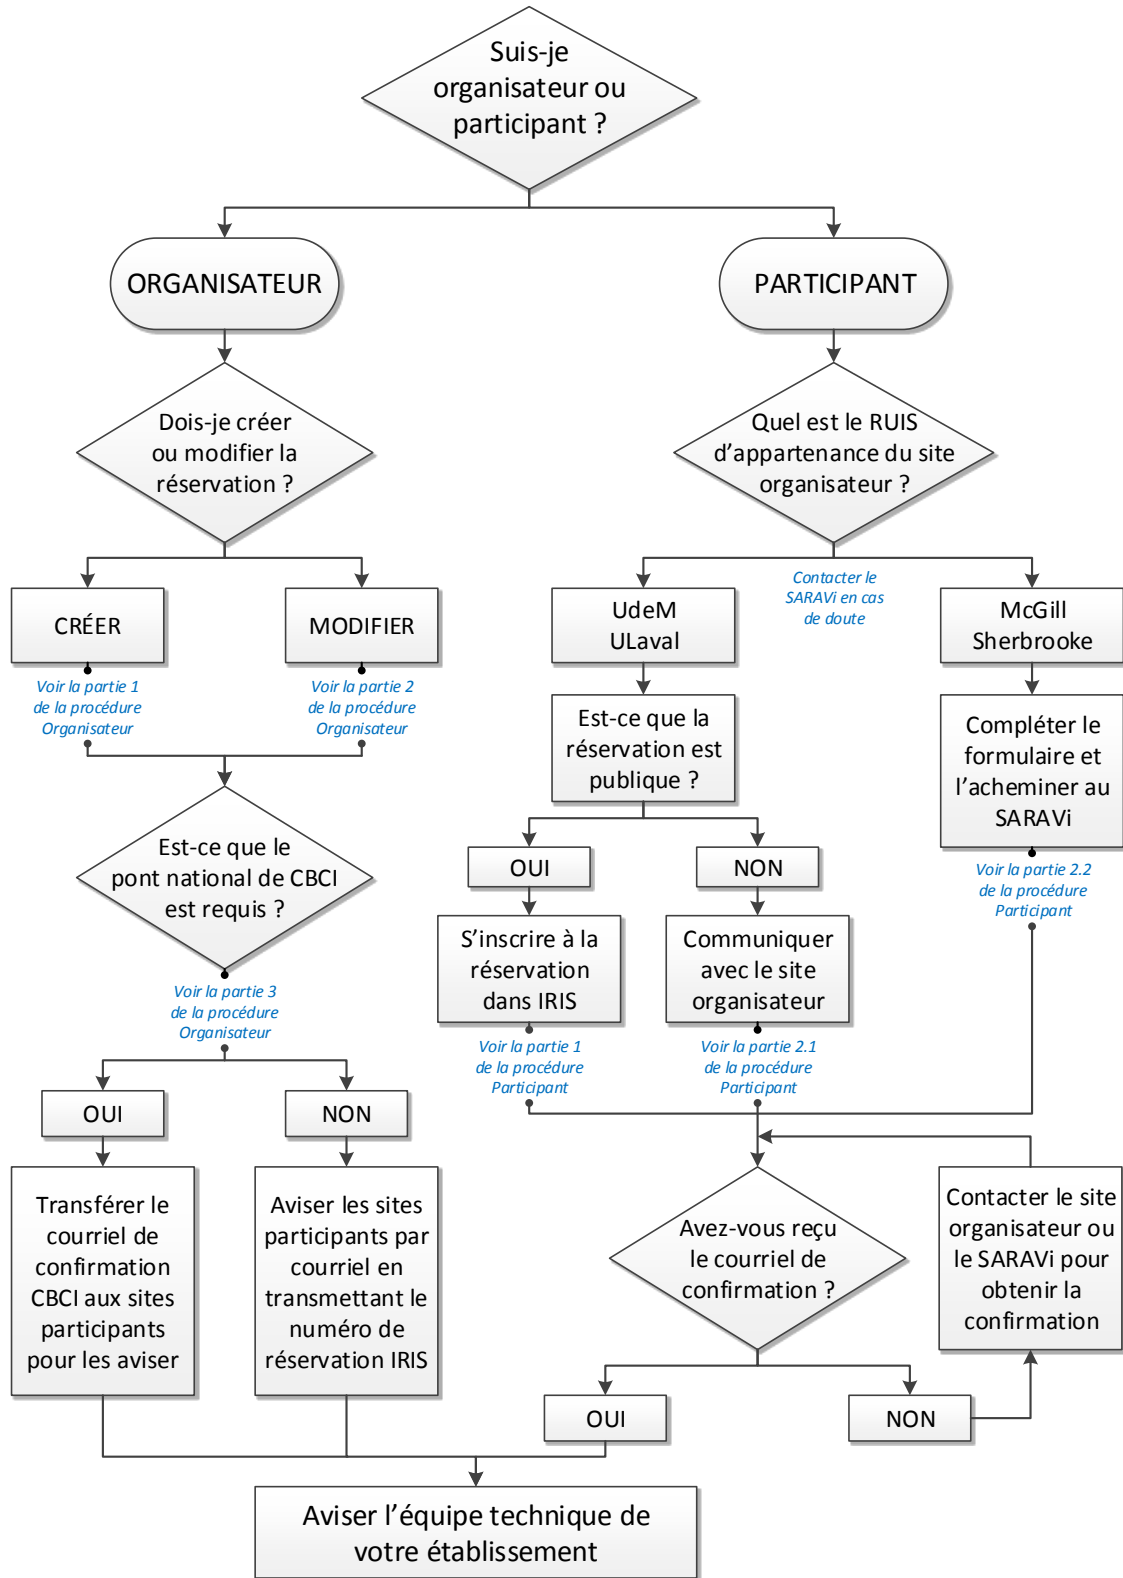 Suis-je
organisateur ou
participant ?
ORGANISATEUR
PARTICIPANT
Dois-je créer
ou modifier la
réservation ?
Quel est le RUIS
d’appartenance du site
organisateur ?
CRÉER
MODIFIER
Contacter le
SARAVi en cas
de doute
UdeM
ULaval
McGill
Sherbrooke
Voir la partie 1
de la procédure
Organisateur
Voir la partie 2
de la procédure
Organisateur
Est-ce que la
réservation est
publique ?
Compléter le
formulaire et
l’acheminer au
SARAVi
Est-ce que le
pont national de CBCI
est requis ?
OUI
NON
Voir la partie 2.2
de la procédure
Participant
S’inscrire à la
réservation
dans IRIS
Communiquer
avec le site
organisateur
Voir la partie 3
de la procédure
Organisateur
Voir la partie 1
de la procédure
Participant
Voir la partie 2.1
de la procédure
Participant
OUI
NON
Transférer le
courriel de
confirmation
CBCI aux sites
participants
pour les aviser
Aviser les sites
participants par
courriel en
transmettant le
numéro de
réservation IRIS
Avez-vous reçu
le courriel de
confirmation ?
Contacter le site
organisateur ou
le SARAVi pour
obtenir la
confirmation
OUI
NON
Aviser l’équipe technique de
votre établissement